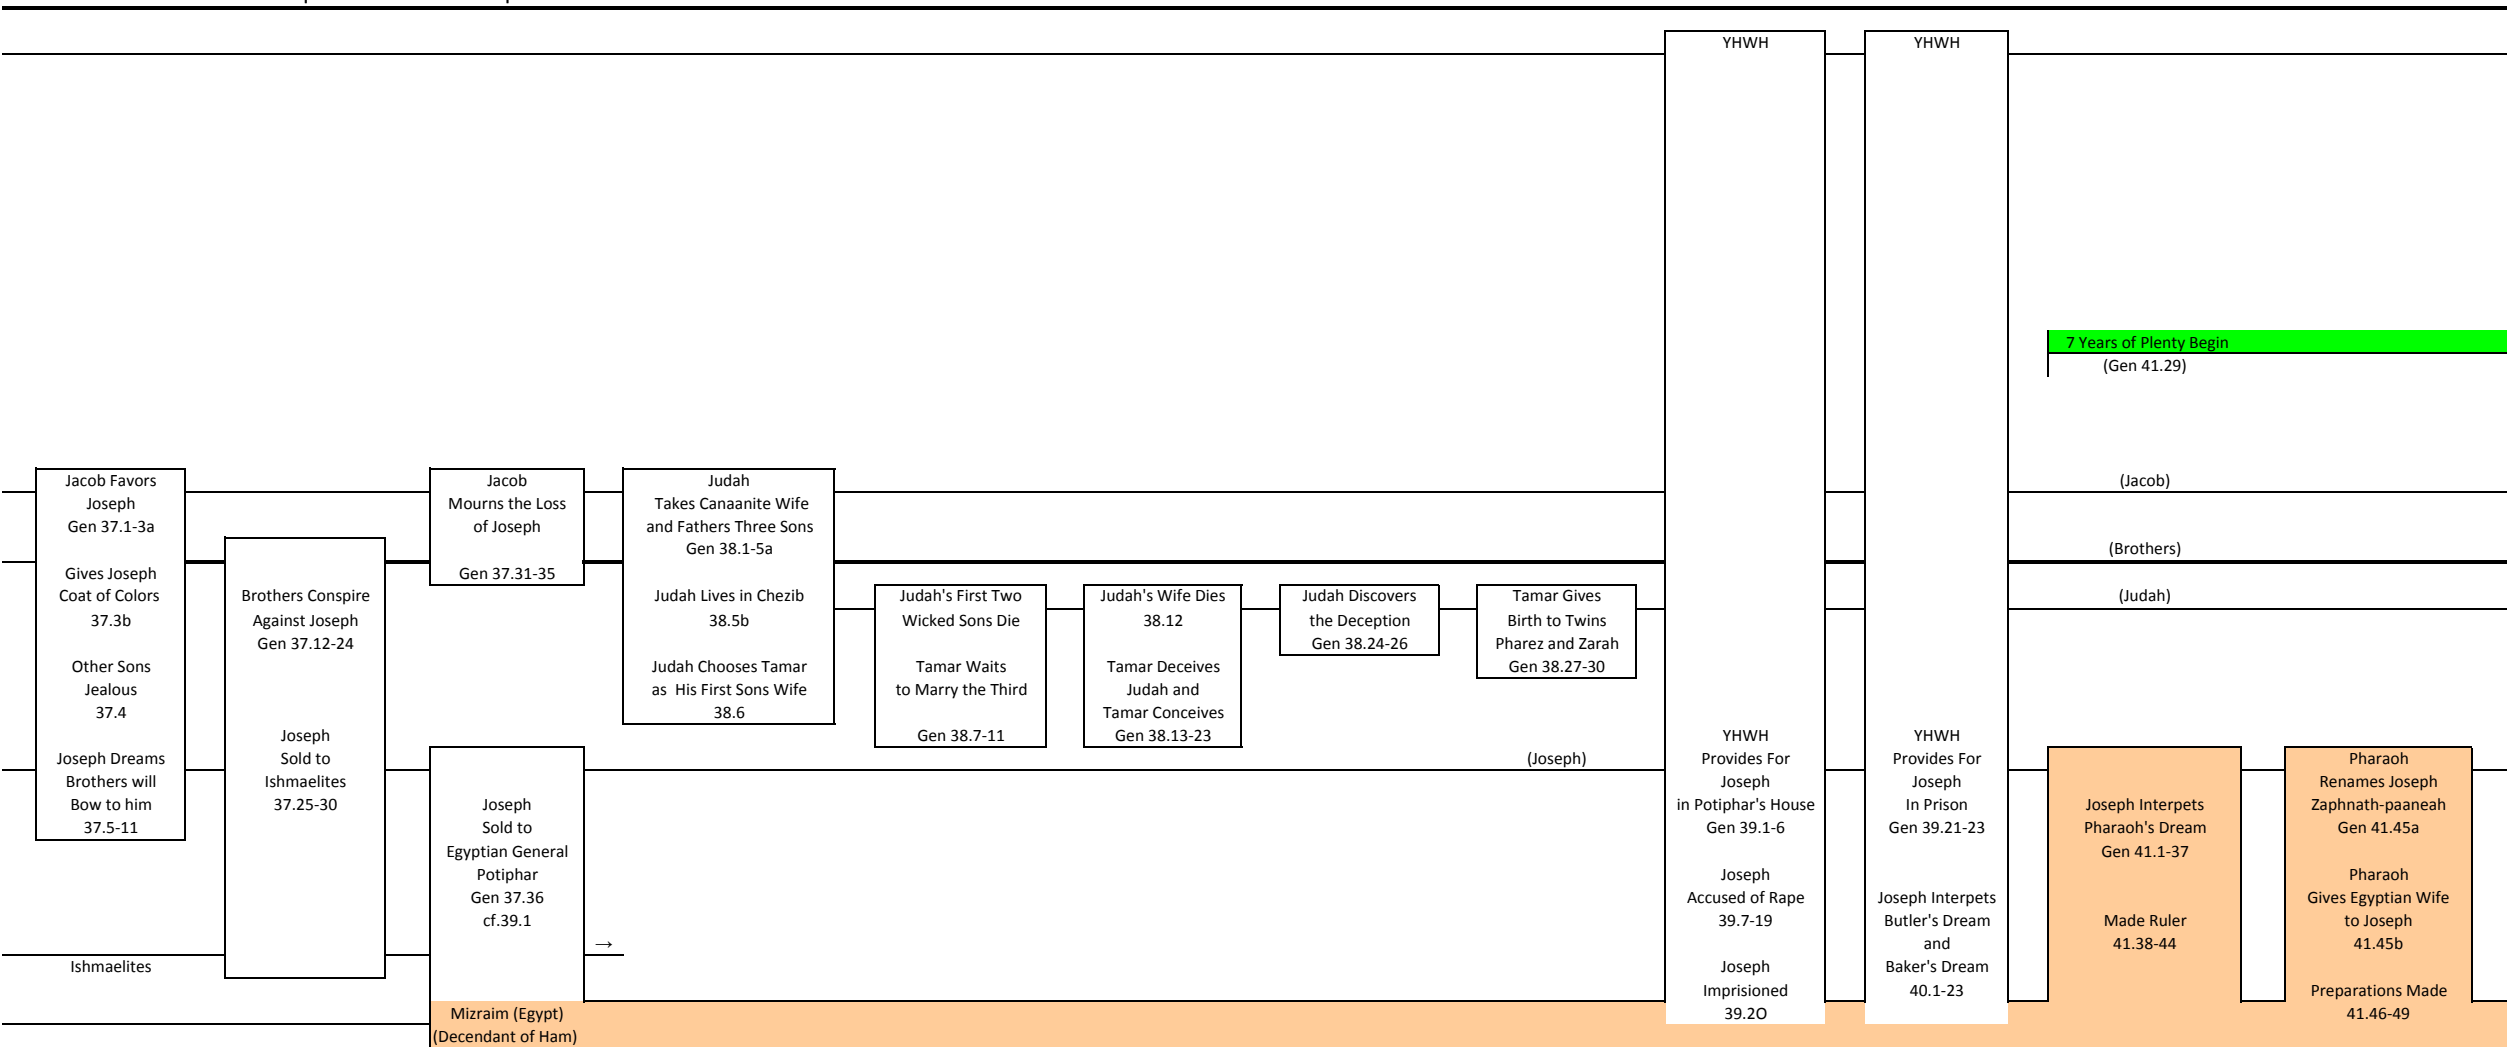 YHWH
YHWH
7 Years of Plenty Begin
(Gen 41.29)
Jacob Favors
Joseph
Gen 37.1-3a
Gives Joseph
Coat of Colors
37.3b
Other Sons
Jealous
37.4
Joseph Dreams
Brothers will
Bow to him
37.5-11
Brothers Conspire
Against Joseph
Gen 37.12-24
Joseph
Sold to
Ishmaelites
37.25-30
Jacob
Mourns the Loss
of Joseph
Gen 37.31-35
Joseph
Sold to
Egyptian General
Potiphar
Gen 37.36
cf.39.1
→
Ishmaelites
Mizraim (Egypt)
(Decendant of Ham)
Judah
Takes Canaanite Wife
and Fathers Three Sons
Gen 38.1-5a
Judah Lives in Chezib
38.5b
Judah Chooses Tamar
as His First Sons Wife
38.6
Judah's First Two
Wicked Sons Die
Tamar Waits
to Marry the Third
Gen 38.7-11
Judah's Wife Dies
38.12
Tamar Deceives
Judah and
Tamar Conceives
Gen 38.13-23
Judah Discovers
the Deception
Gen 38.24-26
Tamar Gives
Birth to Twins
Pharez and Zarah
Gen 38.27-30
(Joseph)
YHWH
Provides For
Joseph
in Potiphar's House
Gen 39.1-6
Joseph
Accused of Rape
39.7-19
Joseph
Imprisioned
39.2O
YHWH
Provides For
Joseph
In Prison
Gen 39.21-23
Joseph Interpets
Butler's Dream
and
Baker's Dream
40.1-23
(Jacob)
(Brothers)
(Judah)
Joseph Interpets
Pharaoh's Dream
Gen 41.1-37
Made Ruler
41.38-44
Pharaoh
Renames Joseph
Zaphnath-paaneah
Gen 41.45a
Pharaoh
Gives Egyptian Wife
to Joseph
41.45b
Preparations Made
41.46-49